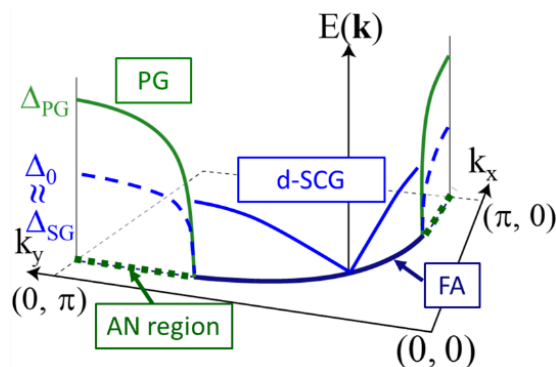 E(k)
PG
Δ_PG
k_x
Δ_0
d-SCG
≈
Δ_SG
(π, 0)
k_y
(0, π)
FA
AN region
(0, 0)